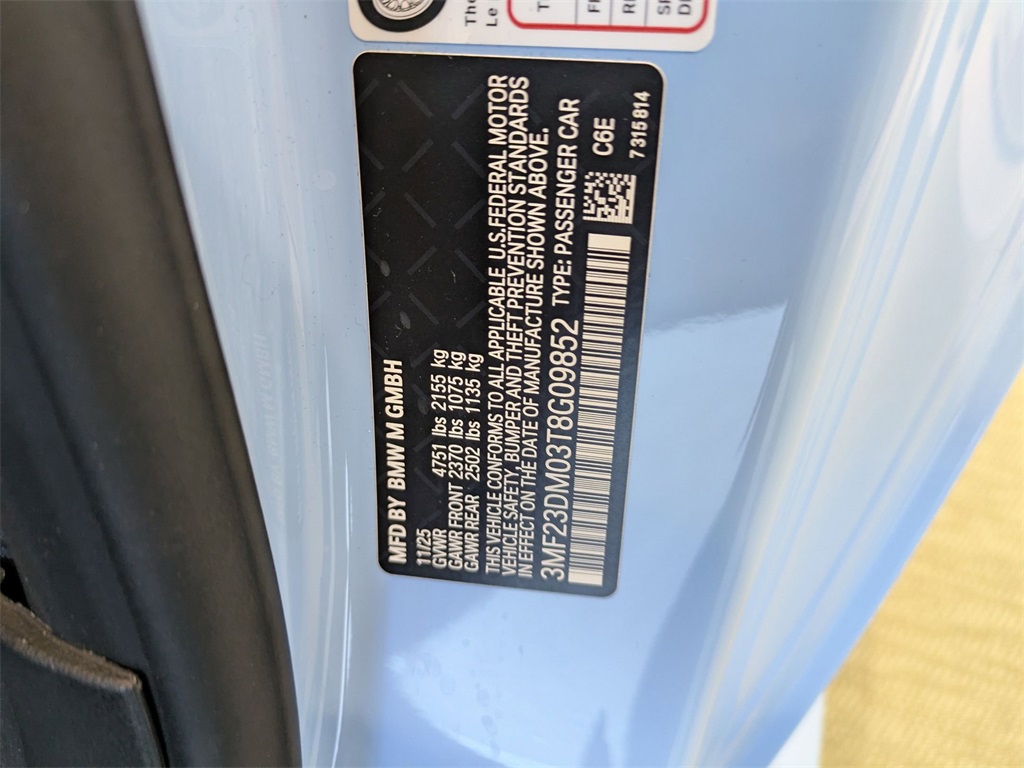 The
Le
T
MFD BY BMW M GMBH
11/25
GVWR 4751 lbs 2155 kg
GAWR FRONT 2370 lbs 1075 kg
GAWR REAR 2502 lbs 1135 kg
THIS VEHICLE CONFORMS TO ALL APPLICABLE U.S.FEDERAL MOTOR
VEHICLE SAFETY, BUMPER AND THEFT PREVENTION STANDARDS
IN EFFECT ON THE DATE OF MANUFACTURE SHOWN ABOVE.
3MF23DM03T8G09852 TYPE: PASSENGER CAR
C6E
7315814